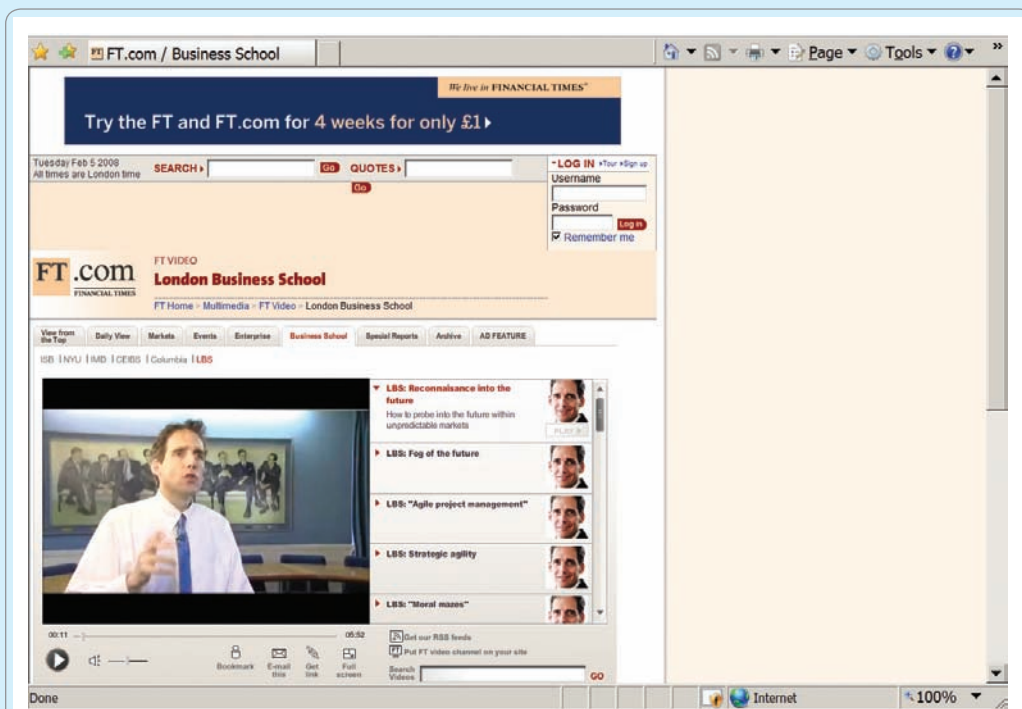 FT.com / Business School
Page
Tools
We live in FINANCIAL TIMES®
Try the FT and FT.com for 4 weeks for only £1
Tuesday Feb 5 2008
All times are London time
SEARCH
Go
QUOTES
Go
LOG IN Tour Sign up
Username
Password
Log in
Remember me
FT.com
FINANCIAL TIMES
FT VIDEO
London Business School
FT Home > Multimedia > FT Video > London Business School
View from the Top
Daily View
Markets
Events
Enterprise
Business School
Special Reports
Archive
AD FEATURE
ISB | NYU | IMD | CEIBS | Columbia | LBS
LBS: Reconnaisance into the
future
How to probe into the future within
unpredictable markets
PLAY
LBS: Fog of the future
LBS: "Agile project management"
LBS: Strategic agility
LBS: "Moral mazes"
00:11
05:52
Bookmark
E-mail this
Get link
Full screen
Get our RSS feeds
FT Put FT video channel on your site
Search Videos
GO
Done
Internet
100%